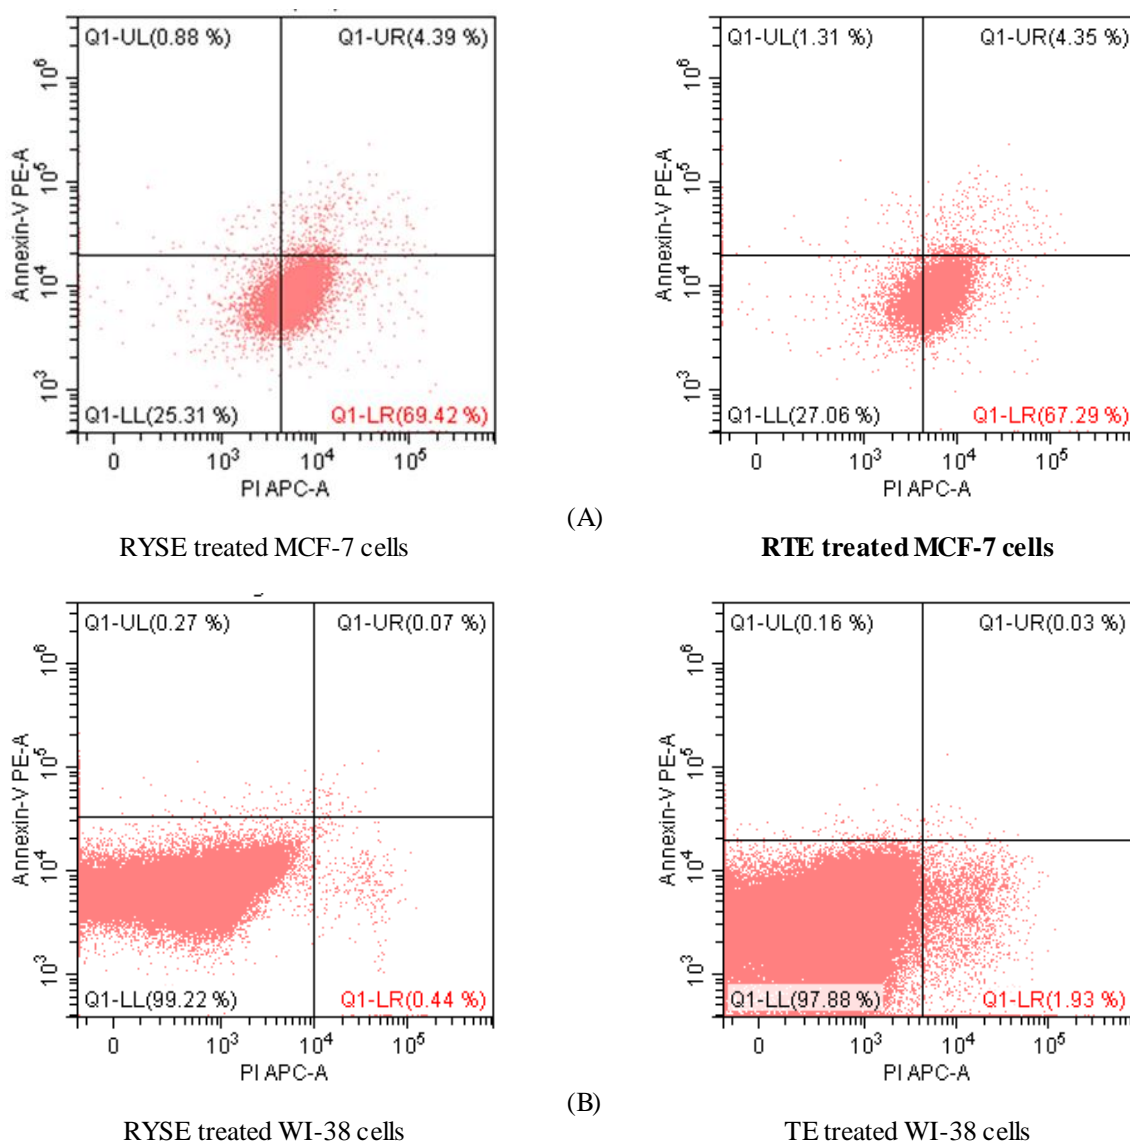 Q1-UL(0.88 %) Q1-UR(4.39 %)
10^6
10^5
10^4
10^3
Annexin-V PE-A
Q1-LL(25.31 %) Q1-LR(69.42 %)
0 10^3 10^4 10^5
PI APC-A
RYSE treated MCF-7 cells
Q1-UL(1.31 %) Q1-UR(4.35 %)
10^6
10^5
10^4
10^3
Annexin-V PE-A
Q1-LL(27.06 %) Q1-LR(67.29 %)
0 10^3 10^4 10^5
PI APC-A
RTE treated MCF-7 cells
(A)
Q1-UL(0.27 %) Q1-UR(0.07 %)
10^6
10^5
10^4
10^3
Annexin-V PE-A
Q1-LL(99.22 %) Q1-LR(0.44 %)
0 10^3 10^4 10^5
PI APC-A
RYSE treated WI-38 cells
Q1-UL(0.16 %) Q1-UR(0.03 %)
10^6
10^5
10^4
10^3
Annexin-V PE-A
Q1-LL(97.88 %) Q1-LR(1.93 %)
0 10^3 10^4 10^5
PI APC-A
TE treated WI-38 cells
(B)